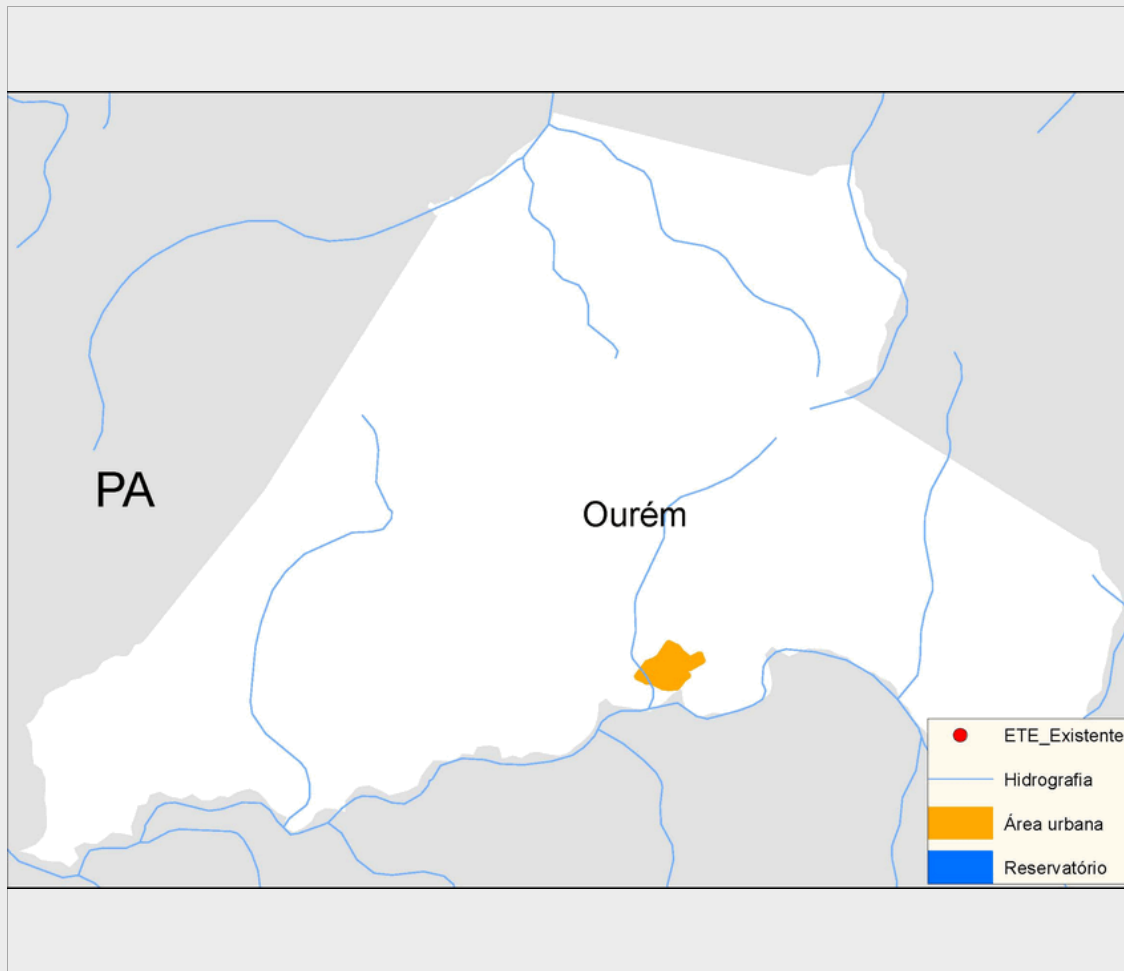 PA
Ourém
ETE_Existente
Hidrografia
Área urbana
Reservatório